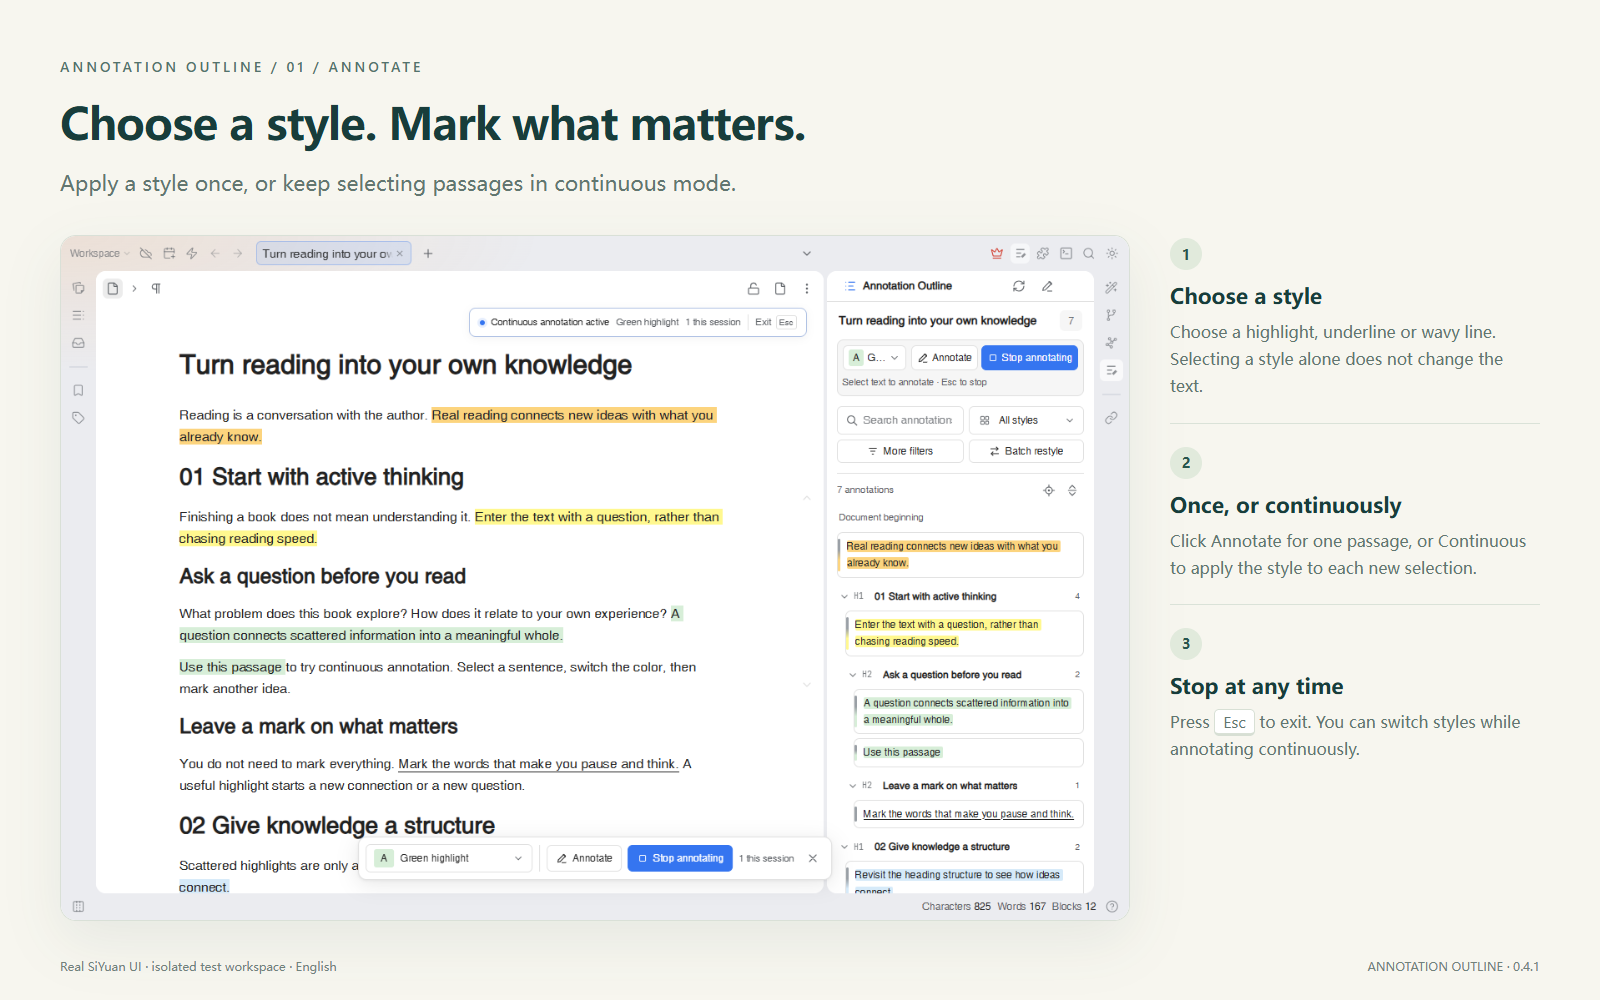 ANNOTATION OUTLINE / 01 / ANNOTATE
Choose a style. Mark what matters.
Apply a style once, or keep selecting passages in continuous mode.
Workspace
Turn reading into your ov
Continuous annotation active Green highlight 1 this session Exit Esc
Turn reading into your own knowledge
Reading is a conversation with the author. Real reading connects new ideas with what you
already know.
01 Start with active thinking
Finishing a book does not mean understanding it. Enter the text with a question, rather than
chasing reading speed.
Ask a question before you read
What problem does this book explore? How does it relate to your own experience? A
question connects scattered information into a meaningful whole.
Use this passage to try continuous annotation. Select a sentence, switch the color, then
mark another idea.
Leave a mark on what matters
You do not need to mark everything. Mark the words that make you pause and think. A
useful highlight starts a new connection or a new question.
02 Give knowledge a structure
Scattered highlights are only a
connect.
A Green highlight Annotate Stop annotating 1 this session
Annotation Outline
Turn reading into your own knowledge 7
A G... Annotate Stop annotating
Select text to annotate · Esc to stop
Search annotation All styles
More filters Batch restyle
7 annotations
Document beginning
Real reading connects new ideas with what you
already know.
H1 01 Start with active thinking 4
Enter the text with a question, rather than
chasing reading speed.
H2 Ask a question before you read 2
A question connects scattered information into
a meaningful whole.
Use this passage
H2 Leave a mark on what matters 1
Mark the words that make you pause and think.
H1 02 Give knowledge a structure 2
Revisit the heading structure to see how ideas
connect.
Characters 825 Words 167 Blocks 12
1
Choose a style
Choose a highlight, underline or wavy line.
Selecting a style alone does not change the
text.
2
Once, or continuously
Click Annotate for one passage, or Continuous
to apply the style to each new selection.
3
Stop at any time
Press Esc to exit. You can switch styles while
annotating continuously.
Real SiYuan UI · isolated test workspace · English
ANNOTATION OUTLINE · 0.4.1